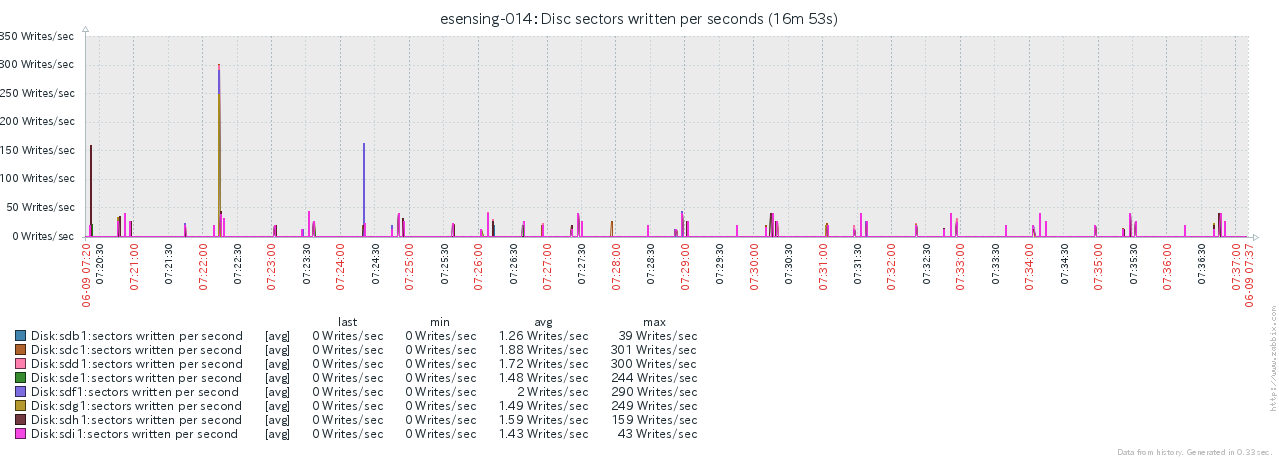 esensing-014: Disc sectors written per seconds (16m 53s)
350 Writes/sec
300 Writes/sec
250 Writes/sec
200 Writes/sec
150 Writes/sec
100 Writes/sec
50 Writes/sec
0 Writes/sec
06-09 07:20
07:20:30
07:21:00
07:21:30
07:22:00
07:22:30
07:23:00
07:23:30
07:24:00
07:24:30
07:25:00
07:25:30
07:26:00
07:26:30
07:27:00
07:27:30
07:28:00
07:28:30
07:29:00
07:29:30
07:30:00
07:30:30
07:31:00
07:31:30
07:32:00
07:32:30
07:33:00
07:33:30
07:34:00
07:34:30
07:35:00
07:35:30
07:36:00
07:36:30
07:37:00
06-09 07:37
last min avg max
Disk:sdb1:sectors written per second [avg] 0 Writes/sec 0 Writes/sec 1.26 Writes/sec 39 Writes/sec
Disk:sdc1:sectors written per second [avg] 0 Writes/sec 0 Writes/sec 1.88 Writes/sec 301 Writes/sec
Disk:sdd1:sectors written per second [avg] 0 Writes/sec 0 Writes/sec 1.72 Writes/sec 300 Writes/sec
Disk:sde1:sectors written per second [avg] 0 Writes/sec 0 Writes/sec 1.48 Writes/sec 244 Writes/sec
Disk:sdf1:sectors written per second [avg] 0 Writes/sec 0 Writes/sec 2 Writes/sec 290 Writes/sec
Disk:sdg1:sectors written per second [avg] 0 Writes/sec 0 Writes/sec 1.49 Writes/sec 249 Writes/sec
Disk:sdh1:sectors written per second [avg] 0 Writes/sec 0 Writes/sec 1.59 Writes/sec 159 Writes/sec
Disk:sdi1:sectors written per second [avg] 0 Writes/sec 0 Writes/sec 1.43 Writes/sec 43 Writes/sec
http://www.zabbix.com
Data from history. Generated in 0.33 sec.